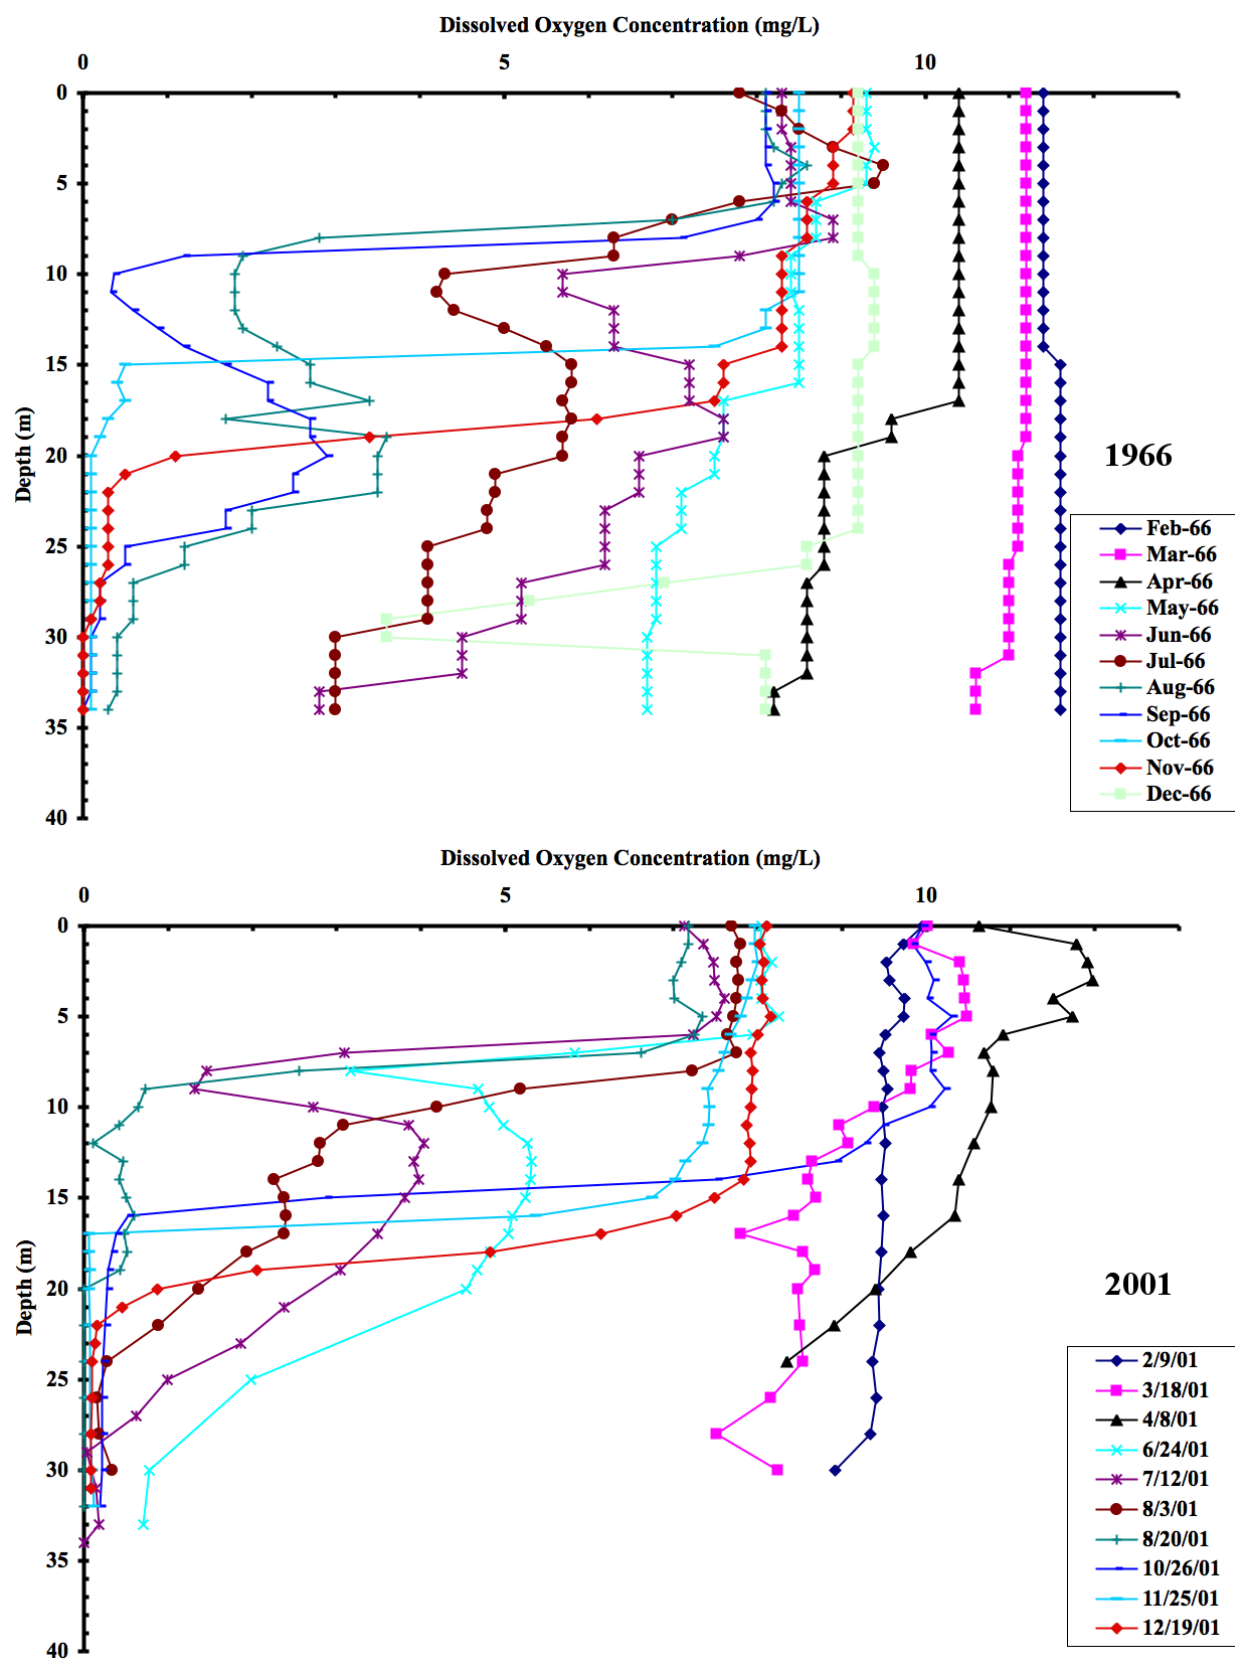 Dissolved Oxygen Concentration (mg/L)
0 5 10
0
5
10
15
20
25
30
35
40
Depth (m)
1966
Feb-66
Mar-66
Apr-66
May-66
Jun-66
Jul-66
Aug-66
Sep-66
Oct-66
Nov-66
Dec-66
Dissolved Oxygen Concentration (mg/L)
0 5 10
0
5
10
15
20
25
30
35
40
Depth (m)
2001
2/9/01
3/18/01
4/8/01
6/24/01
7/12/01
8/3/01
8/20/01
10/26/01
11/25/01
12/19/01